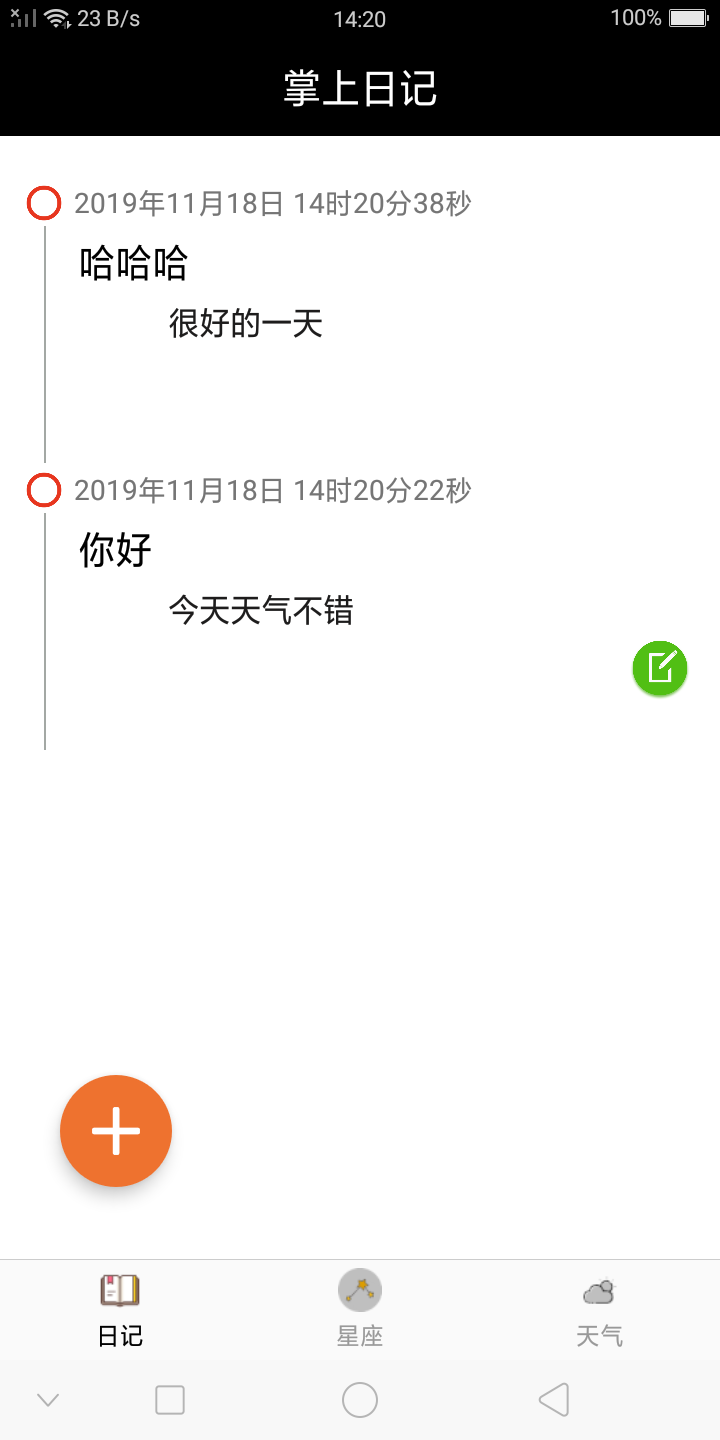 23 B/s 14:20 100%
掌上日记
2019年11月18日 14时20分38秒
哈哈哈
很好的一天
2019年11月18日 14时20分22秒
你好
今天天气不错
日记 星座 天气